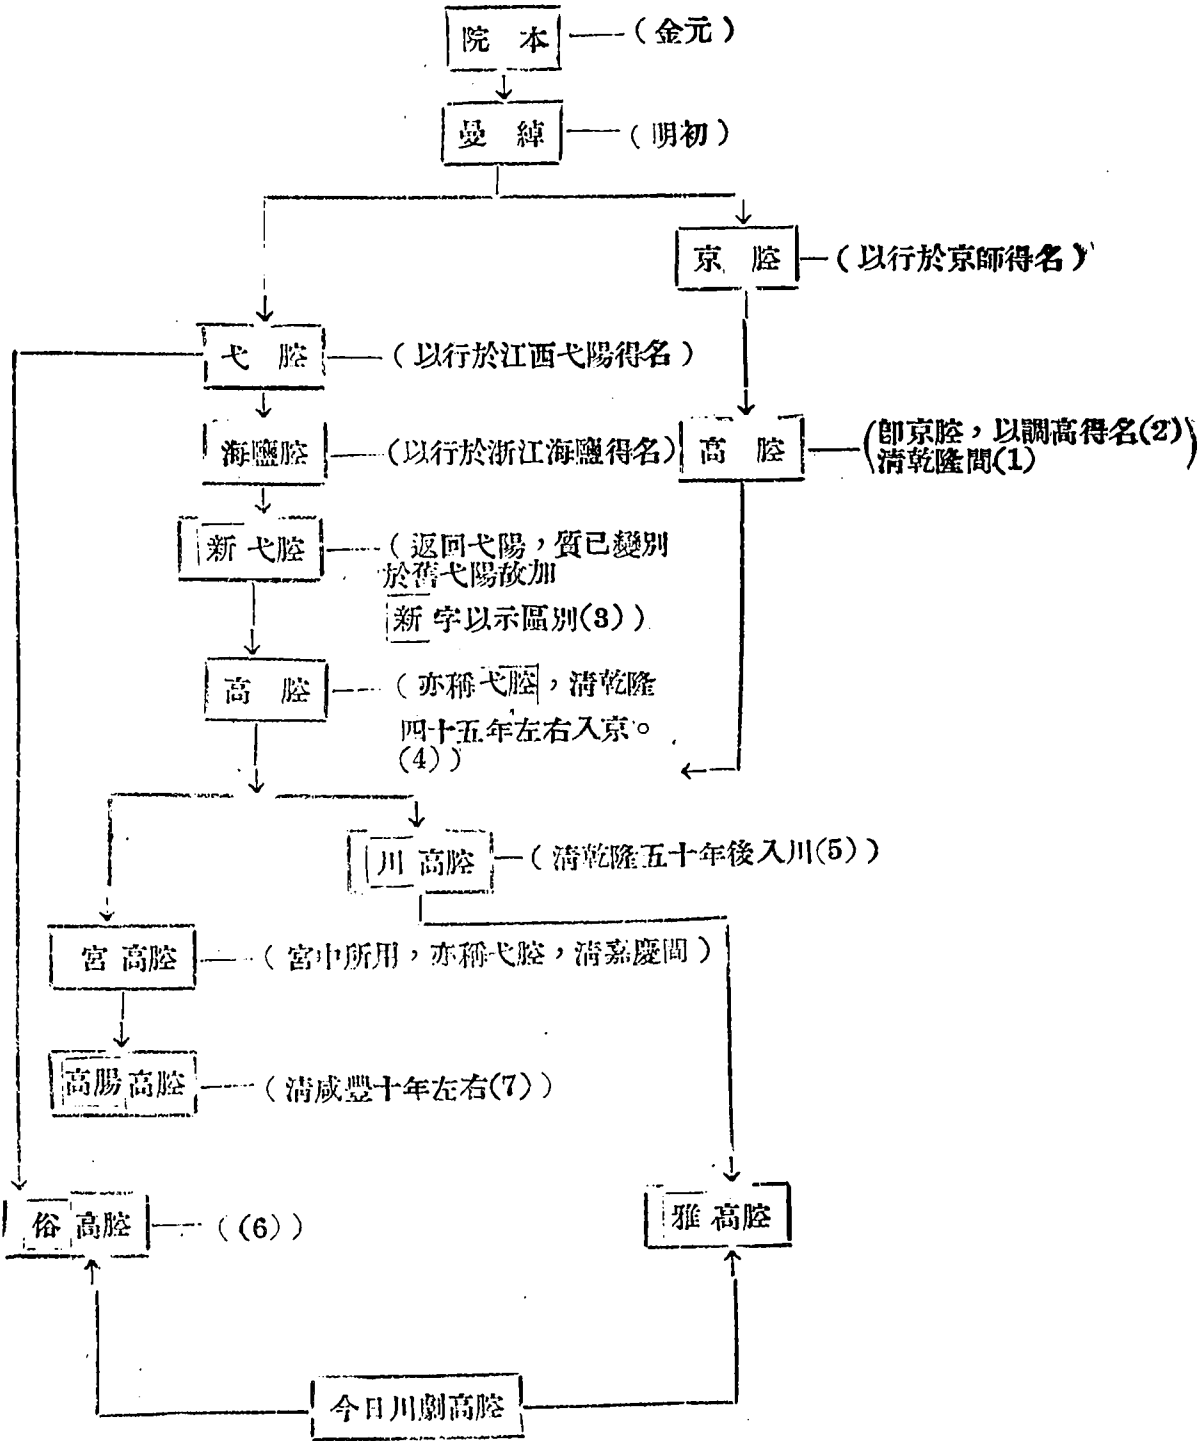 院本 (金元)
曼綽 (明初)
京腔 (以行於京師得名)
弋腔 (以行於江西弋陽得名)
海鹽腔 (以行於浙江海鹽得名)
高腔 (卽京腔，以調高得名(2)
清乾隆間(1))
新弋腔 (返回弋陽，質已變別
於舊弋陽故加
新字以示區別(3))
高腔 (亦稱弋腔，清乾隆
四十五年左右入京。
(4))
川高腔 (清乾隆五十年後入川(5))
宮高腔 (宮中所用，亦稱弋腔，清嘉慶間)
高腸高腔 (清咸豐十年左右(7))
俗高腔 ((6))
雅高腔
今日川劇高腔